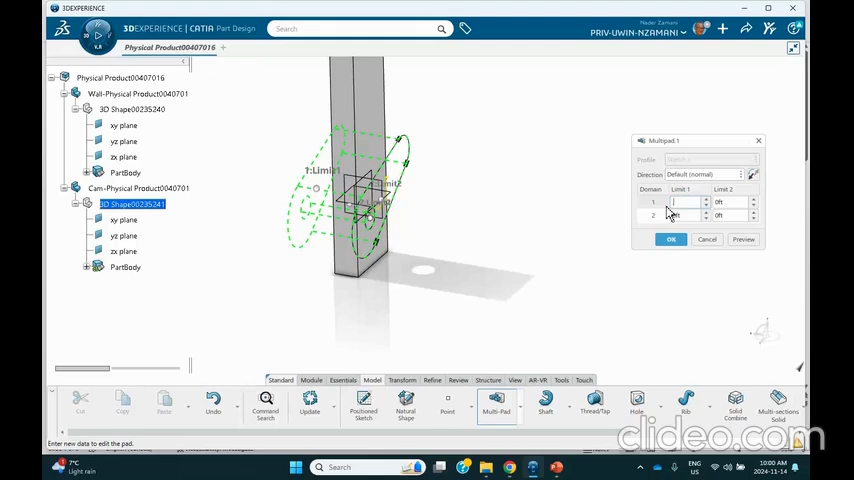 3DEXPERIENCE
3DEXPERIENCE | CATIA Part Design
Search
Nader Zamani
PRIV-UWIN-NZAMANI
3D
V.R
Physical Product00407016
Physical Product00407016
Wall-Physical Product0040701
3D Shape00235240
xy plane
yz plane
zx plane
PartBody
Cam-Physical Product0040701
3D Shape00235241
xy plane
yz plane
zx plane
PartBody
1:Limit1
Limit2
Multipad.1
Profile
Direction Default (normal)
Domain Limit 1 Limit 2
1 0ft
2 0ft
OK Cancel Preview
Standard Module Essentials Model Transform Refine Review Structure View AR-VR Tools Touch
Cut Copy Paste Undo Command Search Update Positioned Sketch Natural Shape Point Multi-Pad Shaft Thread/Tap Hole Rib Solid Combine Multi-sections Solid
Enter new data to edit the pad.
clideo.com
7°C
Light rain
Search
ENG
US
10:00 AM
2024-11-14